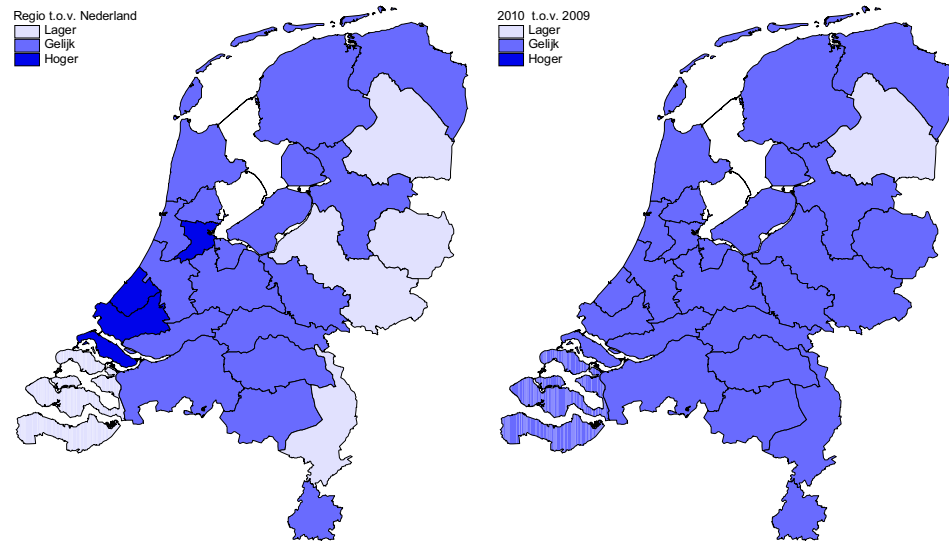 Regio t.o.v. Nederland
Lager
Gelijk
Hoger
2010 t.o.v. 2009
Lager
Gelijk
Hoger